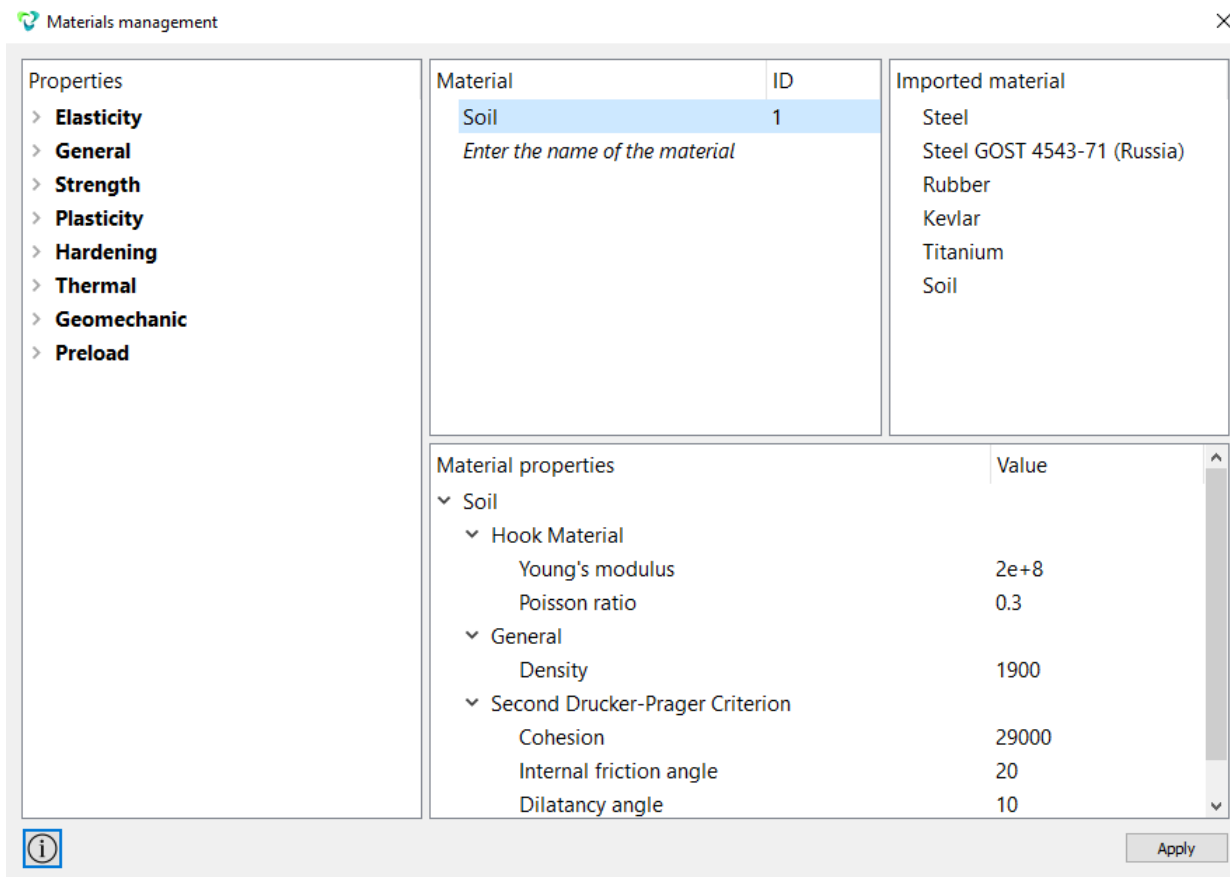 Materials management
Properties
Elasticity
General
Strength
Plasticity
Hardening
Thermal
Geomechanic
Preload
Material ID
Soil 1
Enter the name of the material
Imported material
Steel
Steel GOST 4543-71 (Russia)
Rubber
Kevlar
Titanium
Soil
Material properties Value
Soil
Hook Material
Young's modulus 2e+8
Poisson ratio 0.3
General
Density 1900
Second Drucker-Prager Criterion
Cohesion 29000
Internal friction angle 20
Dilatancy angle 10
Apply